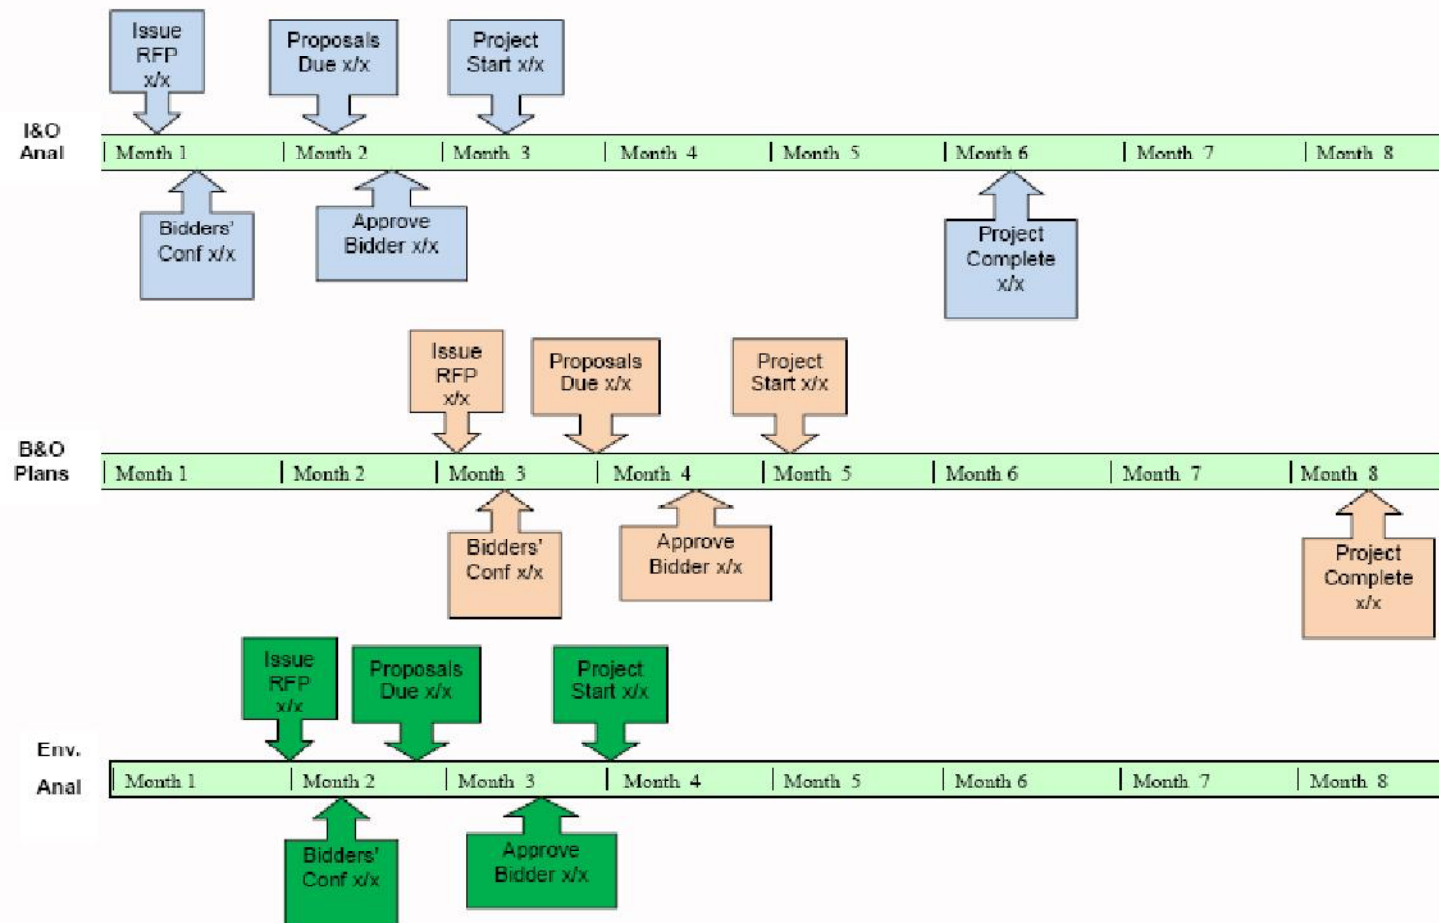 Issue
RFP
x/x
Proposals
Due x/x
Project
Start x/x
I&O
Anal
Month 1
Month 2
Month 3
Month 4
Month 5
Month 6
Month 7
Month 8
Bidders'
Conf x/x
Approve
Bidder x/x
Project
Complete
x/x
Issue
RFP
x/x
Proposals
Due x/x
Project
Start x/x
B&O
Plans
Month 1
Month 2
Month 3
Month 4
Month 5
Month 6
Month 7
Month 8
Bidders'
Conf x/x
Approve
Bidder x/x
Project
Complete
x/x
Issue
RFP
x/x
Proposals
Due x/x
Project
Start x/x
Env.
Anal
Month 1
Month 2
Month 3
Month 4
Month 5
Month 6
Month 7
Month 8
Bidders'
Conf x/x
Approve
Bidder x/x